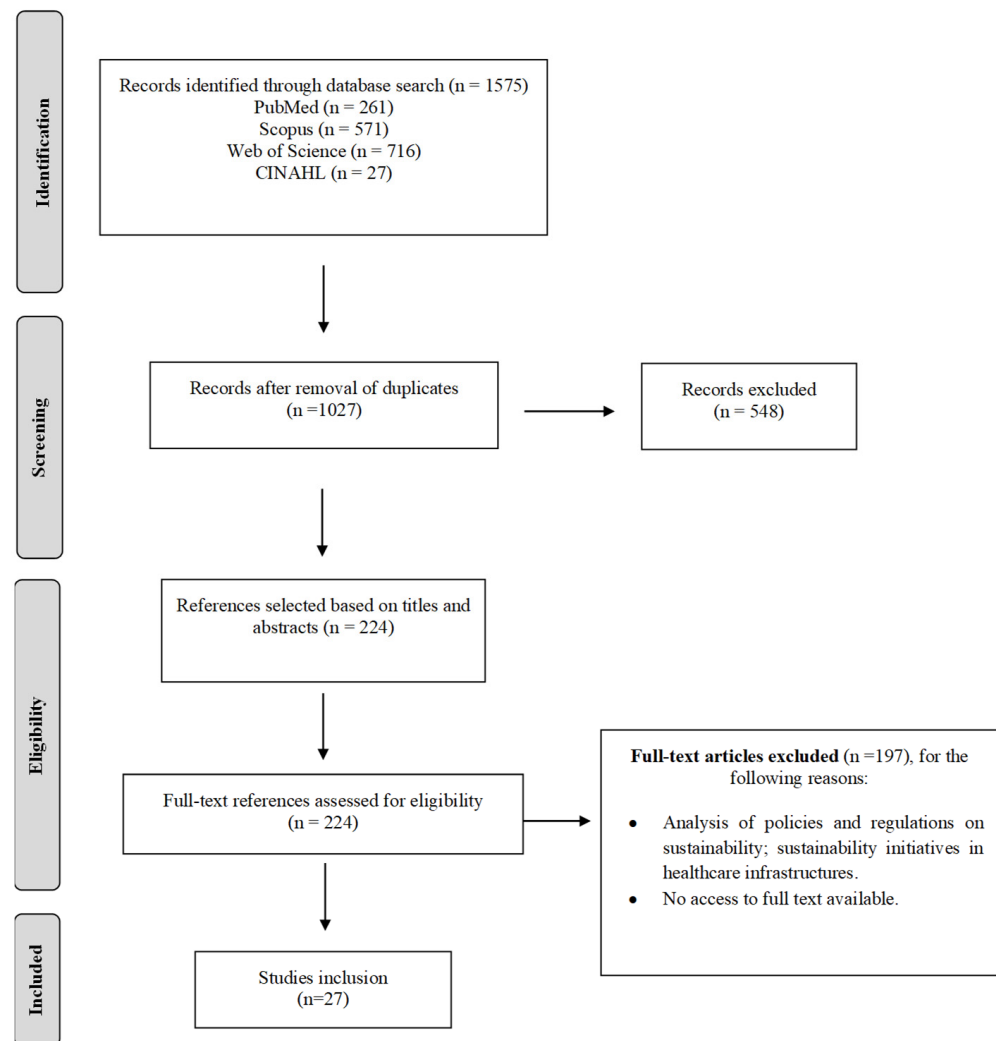 Identification
Records identified through database search (n = 1575)
PubMed (n = 261)
Scopus (n = 571)
Web of Science (n = 716)
CINAHL (n = 27)
Screening
Records after removal of duplicates
(n =1027)
Records excluded
(n = 548)
Eligibility
References selected based on titles and
abstracts (n = 224)
Full-text references assessed for eligibility
(n = 224)
Full-text articles excluded (n =197), for the
following reasons:
• Analysis of policies and regulations on
sustainability; sustainability initiatives in
healthcare infrastructures.
• No access to full text available.
Included
Studies inclusion
(n=27)